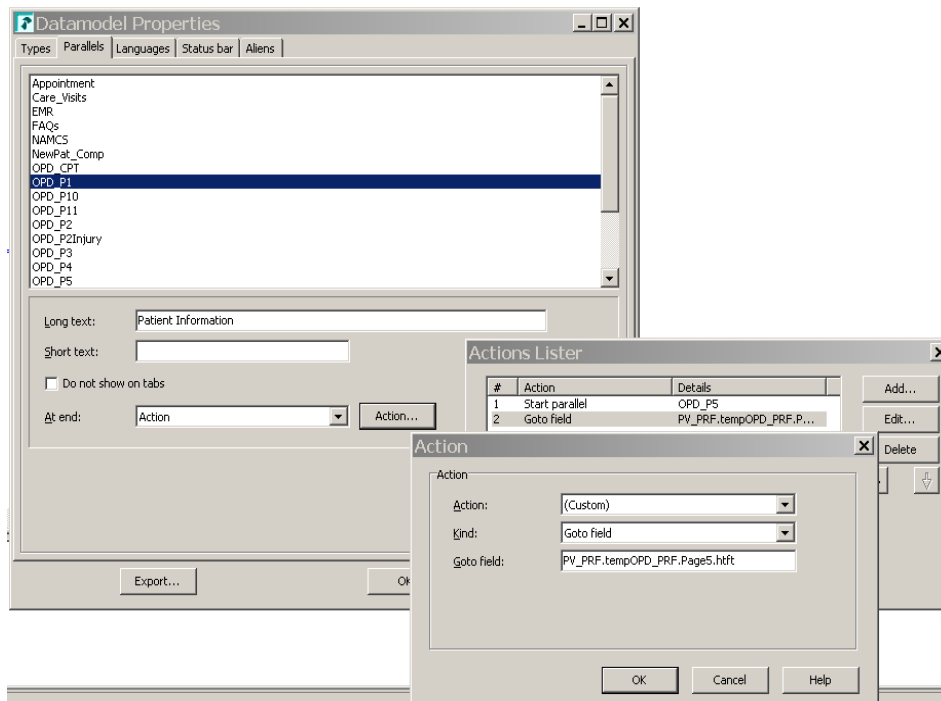 Datamodel Properties
Types Parallels Languages Status bar Aliens
Appointment
Care_Visits
EMR
FAQs
NAMCS
NewPat_Comp
OPD_CPT
OPD_P1
OPD_P10
OPD_P11
OPD_P2
OPD_P2Injury
OPD_P3
OPD_P4
OPD_P5
Long text: Patient Information
Short text:
Do not show on tabs
At end: Action Action...
Export...
Actions Lister
# Action Details
1 Start parallel OPD_P5
2 Goto field PV_PRF.tempOPD_PRF.P...
Add...
Edit...
Delete
Action
Action
Action: (Custom)
Kind: Goto field
Goto field: PV_PRF.tempOPD_PRF.Page5.htft
OK Cancel Help